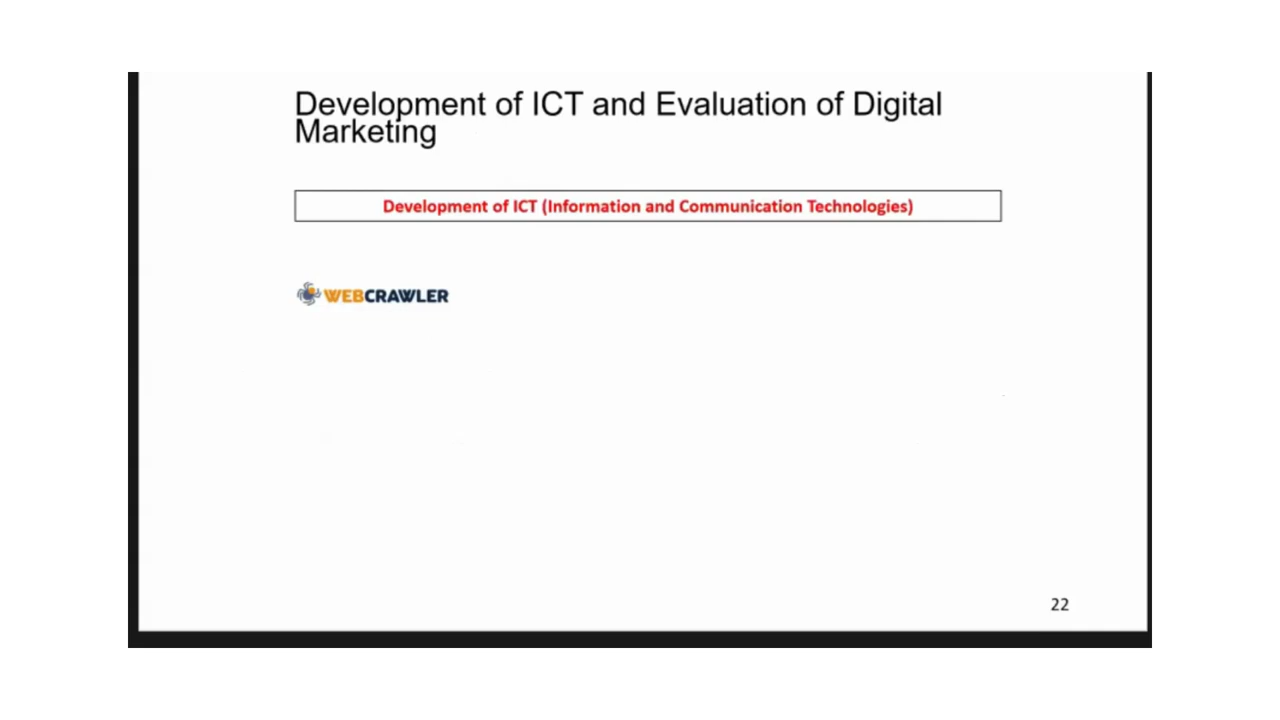 Development of ICT and Evaluation of Digital
Marketing
Development of ICT (Information and Communication Technologies)
WEBCRAWLER
22